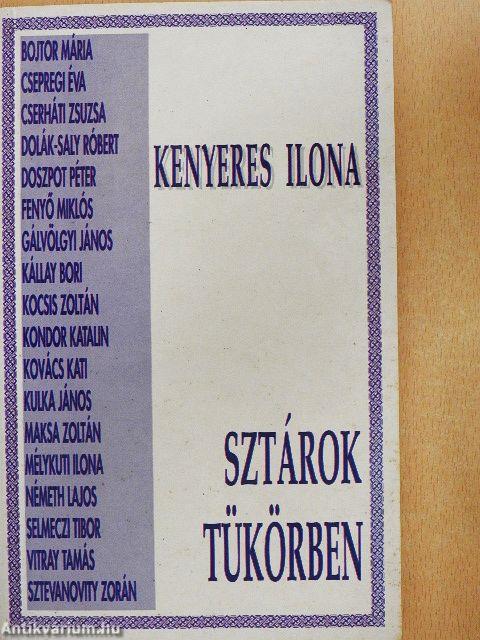 BOJTOR MÁRIA
CSEPREGI ÉVA
CSERHÁTI ZSUZSA
DOLÁK-SALY RÓBERT
DOSZPOT PÉTER
FENYŐ MIKLÓS
GÁLVÖLGYI JÁNOS
KÁLLAY BORI
KOCSIS ZOLTÁN
KONDOR KATALIN
KOVÁCS KATI
KULKA JÁNOS
MAKSA ZOLTÁN
MÉLYKUTI ILONA
NÉMETH LAJOS
SELMECZI TIBOR
VITRAY TAMÁS
SZTEVANOVITY ZORÁN
KENYERES ILONA
SZTÁROK
TÜKÖRBEN
Antikvarium.hu